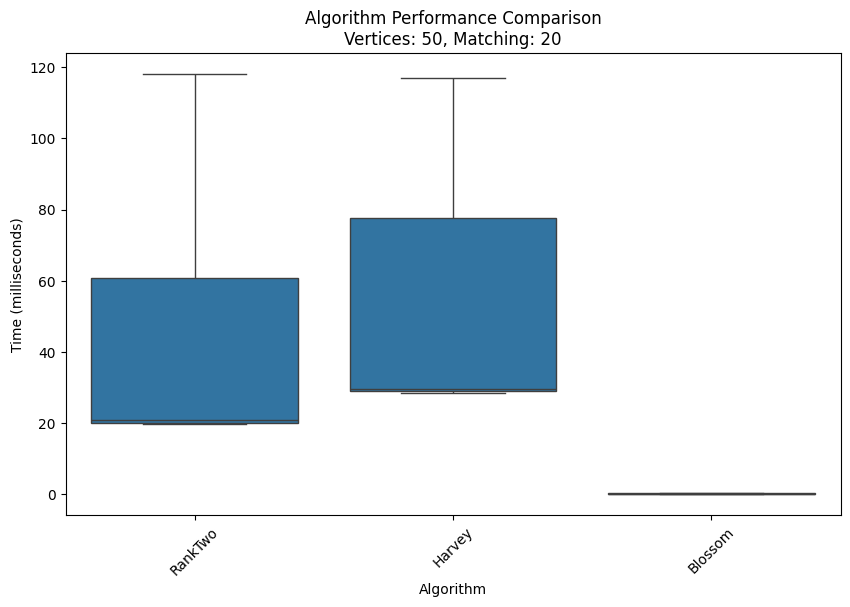 Algorithm Performance Comparison
Vertices: 50, Matching: 20
120
100
80
60
40
20
0
Time (milliseconds)
RankTwo
Harvey
Blossom
Algorithm